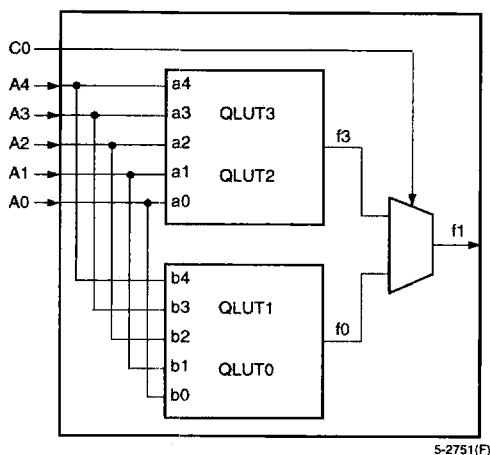 C0
A4
A3
A2
A1
A0
a4
a3
a2
a1
a0
QLUT3
QLUT2
f3
f1
b4
b3
b2
b1
b0
QLUT1
QLUT0
f0
5-2751(F)